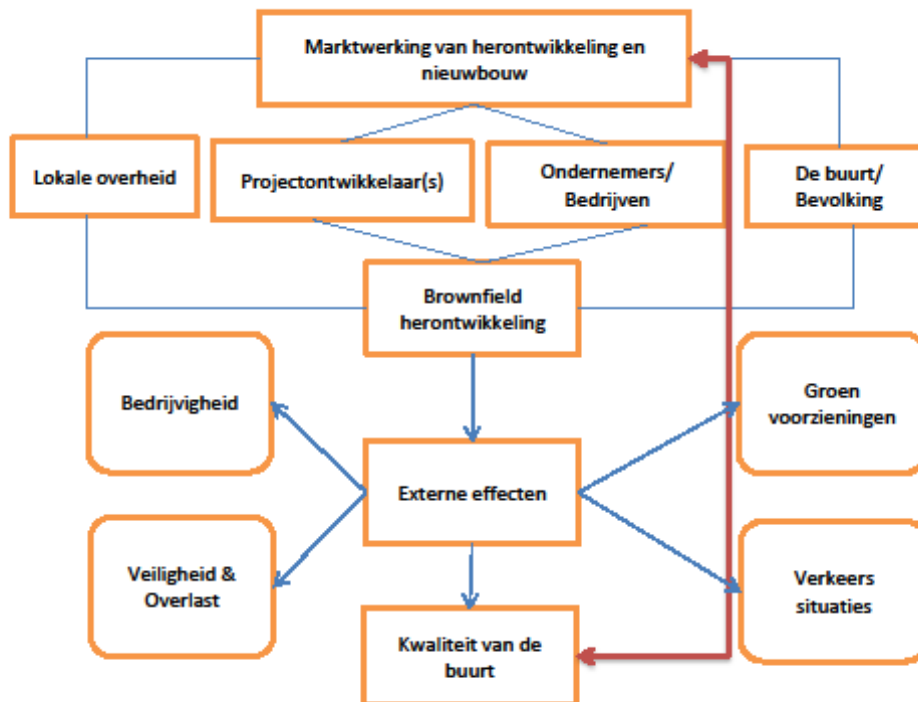 Marktwerking van herontwikkeling en
nieuwbouw
Lokale overheid
Projectontwikkelaar(s)
Ondernemers/
Bedrijven
De buurt/
Bevolking
Brownfield
herontwikkeling
Bedrijvigheid
Groen
voorzieningen
Externe effecten
Veiligheid &
Overlast
Verkeers
situaties
Kwaliteit van de
buurt